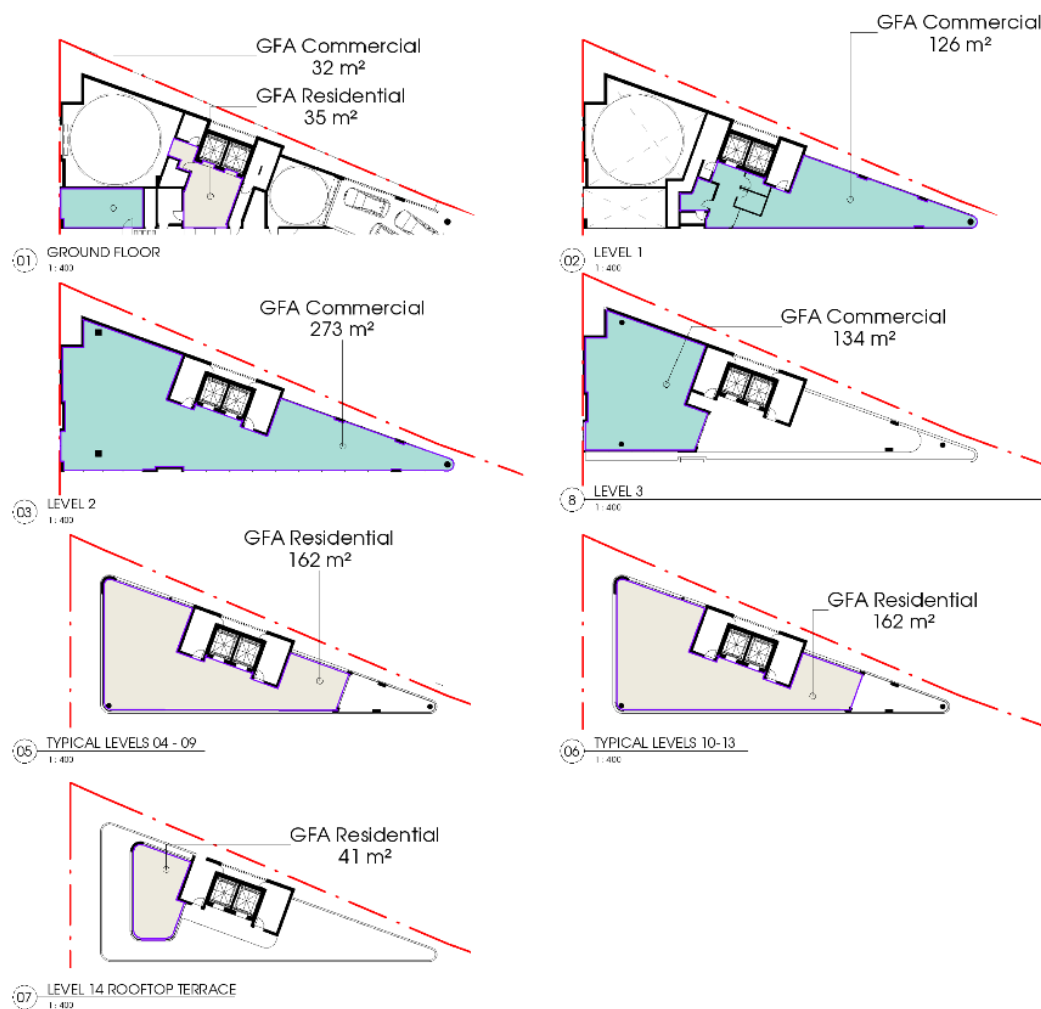 GFA Commercial
32 m²
GFA Residential
35 m²
01
GROUND FLOOR
1 : 400
GFA Commercial
126 m²
02
LEVEL 1
1 : 400
GFA Commercial
273 m²
03
LEVEL 2
1 : 400
GFA Commercial
134 m²
8
LEVEL 3
1 : 400
GFA Residential
162 m²
05
TYPICAL LEVELS 04 - 09
1 : 400
GFA Residential
162 m²
06
TYPICAL LEVELS 10-13
1 : 400
GFA Residential
41 m²
07
LEVEL 14 ROOFTOP TERRACE
1 : 400